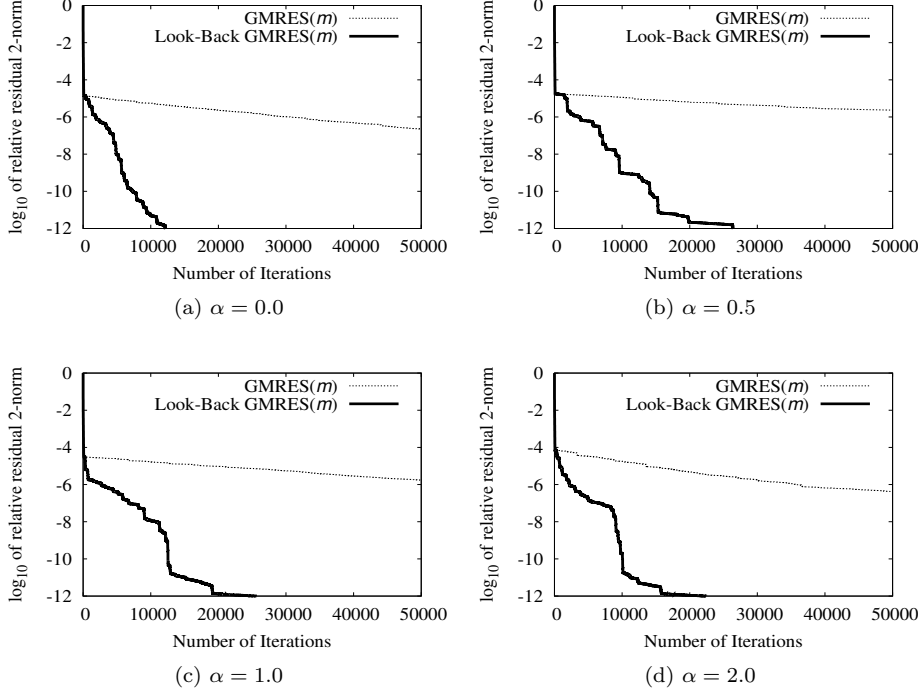 log10 of relative residual 2-norm
0
-2
-4
-6
-8
-10
-12
GMRES(m)
Look-Back GMRES(m)
0 10000 20000 30000 40000 50000
Number of Iterations
(a) α = 0.0
log10 of relative residual 2-norm
0
-2
-4
-6
-8
-10
-12
GMRES(m)
Look-Back GMRES(m)
0 10000 20000 30000 40000 50000
Number of Iterations
(b) α = 0.5
log10 of relative residual 2-norm
0
-2
-4
-6
-8
-10
-12
GMRES(m)
Look-Back GMRES(m)
0 10000 20000 30000 40000 50000
Number of Iterations
(c) α = 1.0
log10 of relative residual 2-norm
0
-2
-4
-6
-8
-10
-12
GMRES(m)
Look-Back GMRES(m)
0 10000 20000 30000 40000 50000
Number of Iterations
(d) α = 2.0